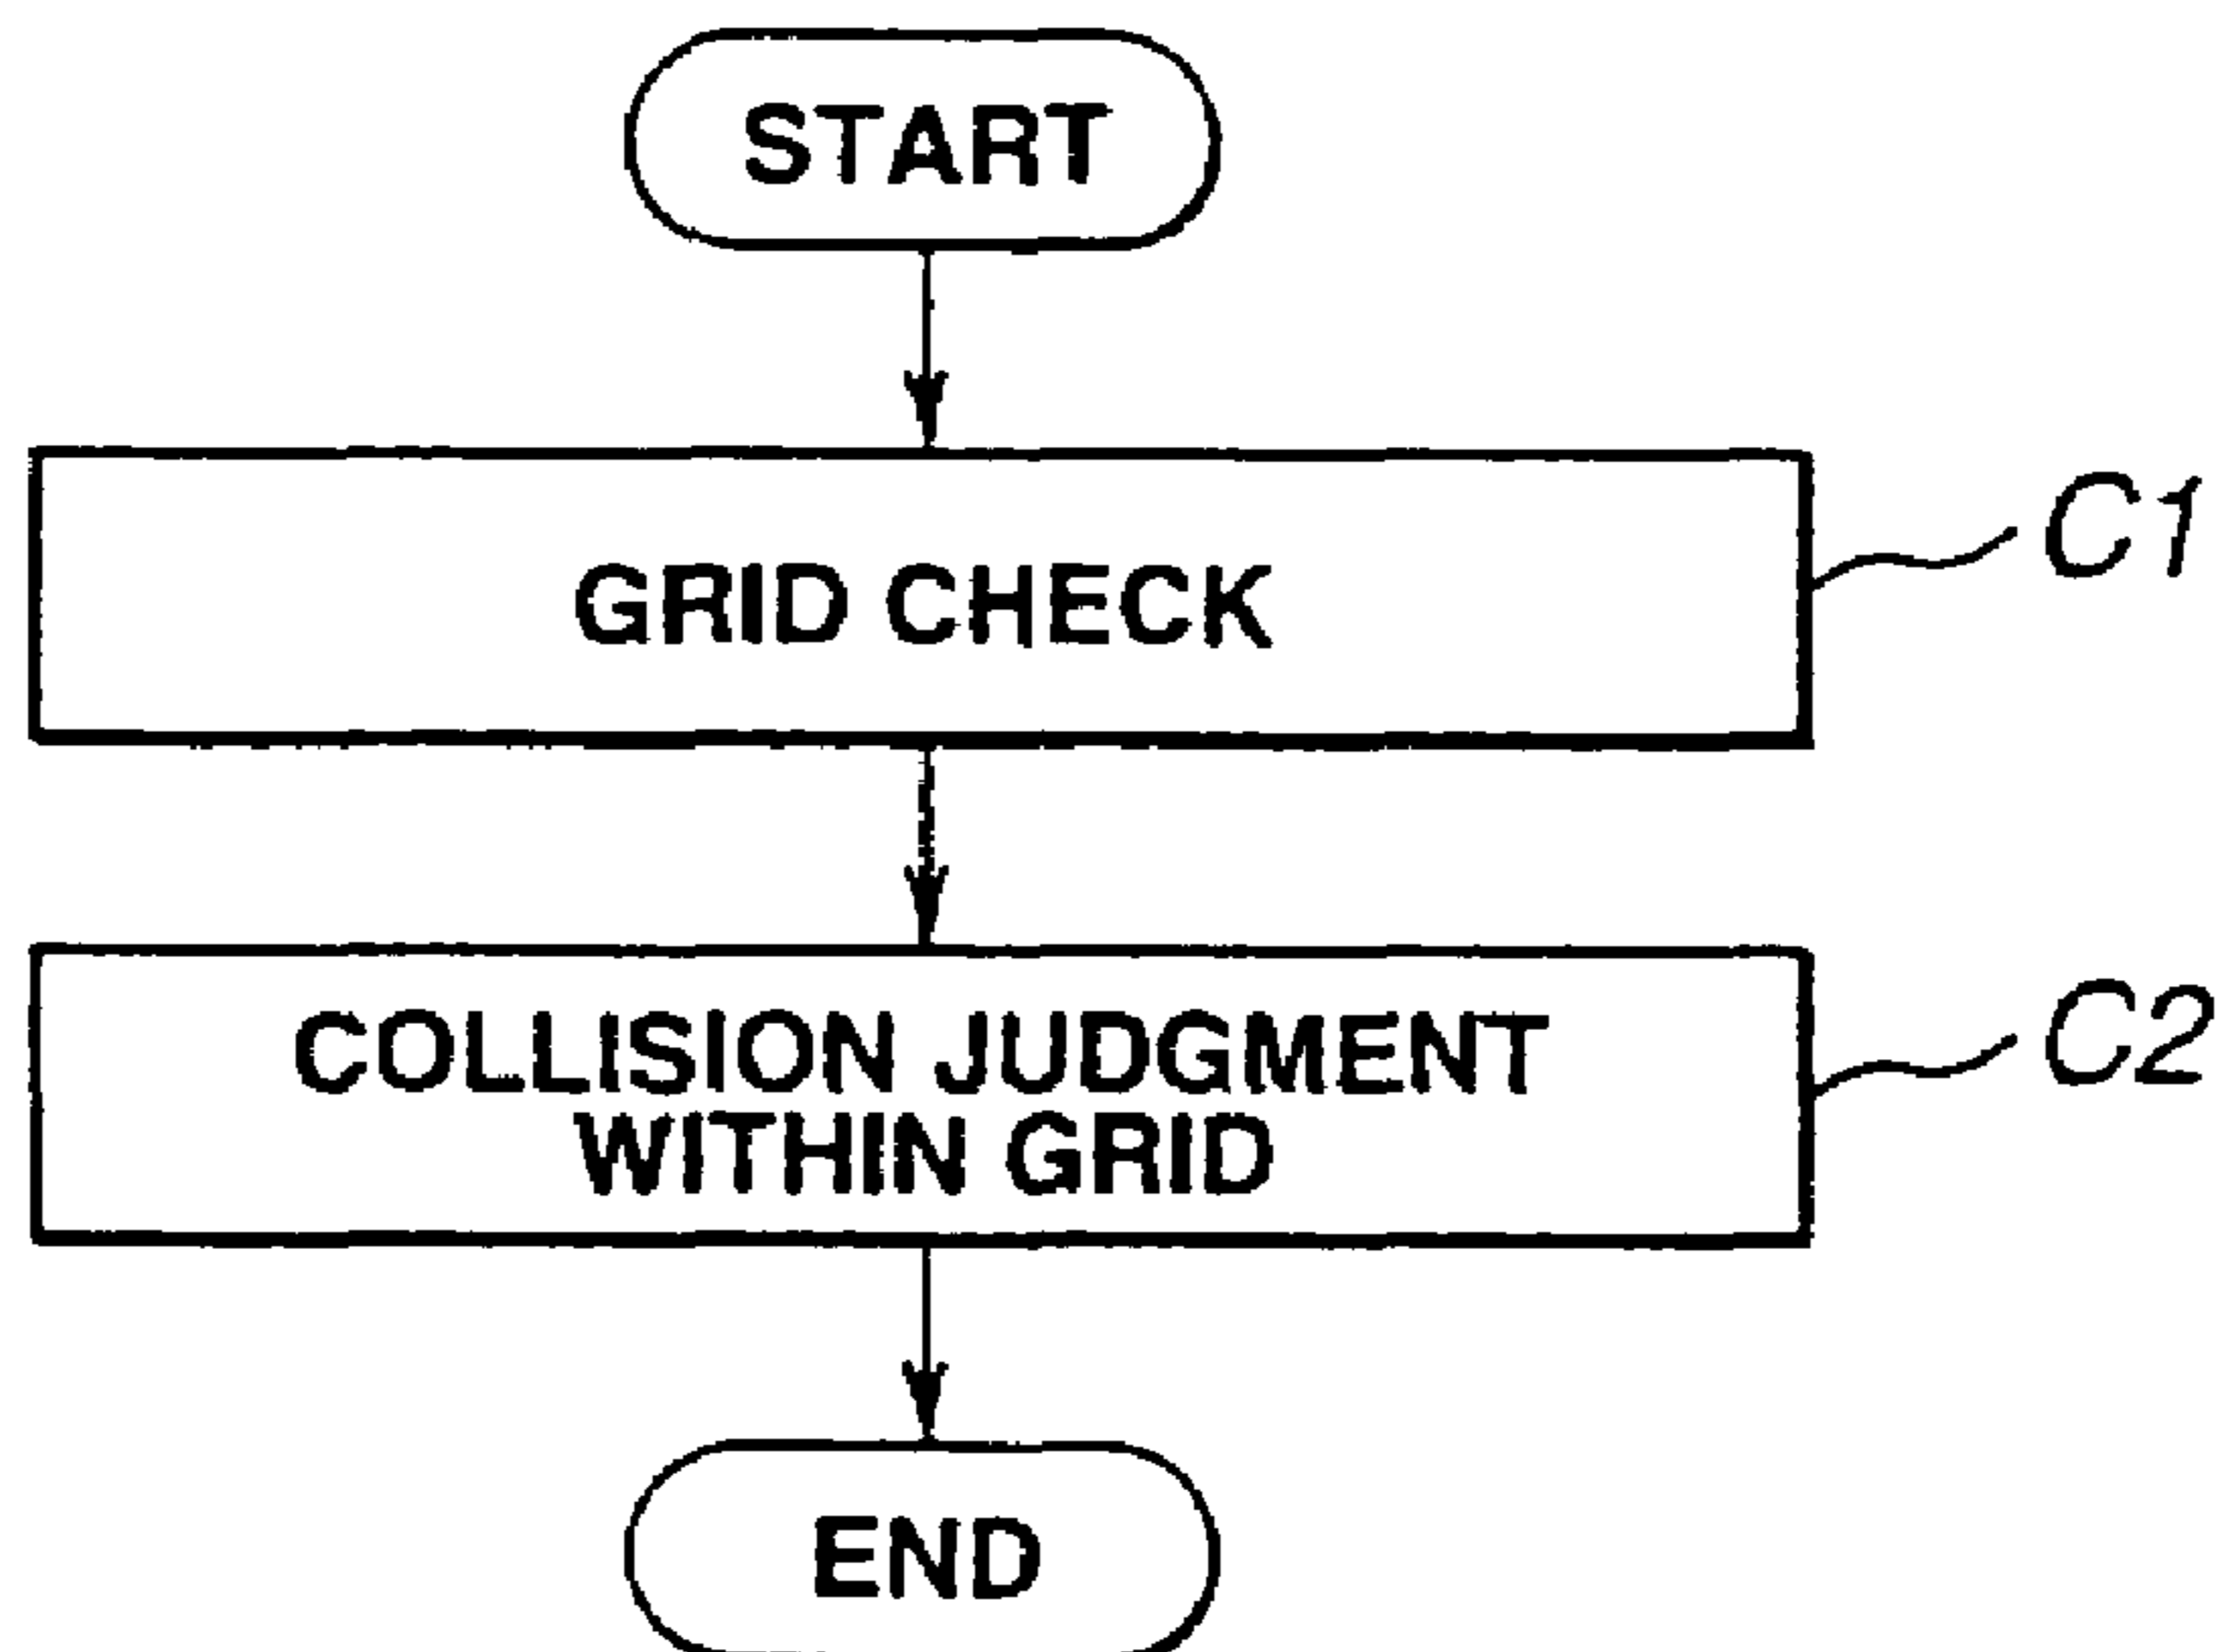 START
GRID CHECK
C1
COLLISION JUDGMENT
WITHIN GRID
C2
END